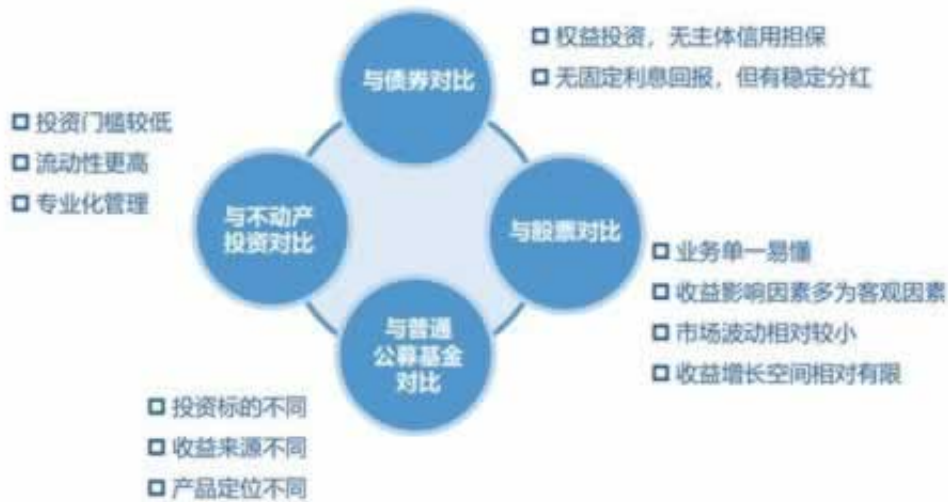 与债券对比
权益投资，无主体信用担保
无固定利息回报，但有稳定分红
投资门槛较低
流动性更高
专业化管理
与不动产
投资对比
与股票对比
业务单一易懂
收益影响因素多为客观因素
市场波动相对较小
收益增长空间相对有限
与普通
公募基金
对比
投资标的不同
收益来源不同
产品定位不同